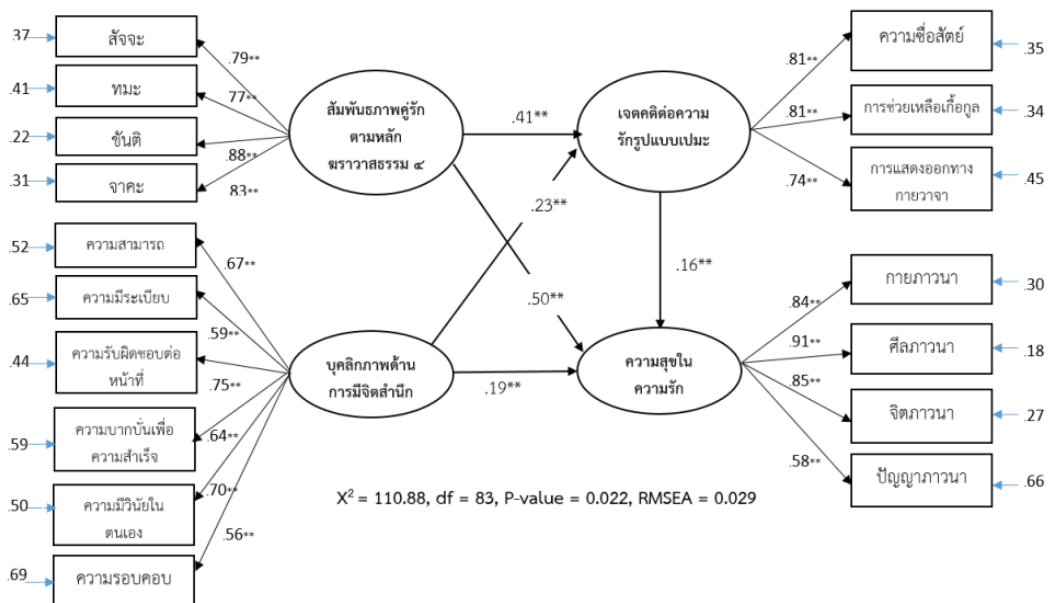 .37
สัจจะ
.79**
.41
ทมะ
.77**
.22
ขันติ
.88**
.31
จาคะ
.83**
สัมพันธภาพคู่รัก
ตามหลัก
ฆราวาสธรรม ๔
.41**
.50**
เจตคติต่อความ
รักรูปแบบเปมะ
.81**
ความซื่อสัตย์
.35
.81**
การช่วยเหลือเกื้อกูล
.34
.74**
การแสดงออกทาง
กายวาจา
.45
.23**
.16**
.52
ความสามารถ
.67**
.65
ความมีระเบียบ
.59**
.44
ความรับผิดชอบต่อ
หน้าที่
.75**
.59
ความบากบั่นเพื่อ
ความสำเร็จ
.64**
.50
ความมีวินัยใน
ตนเอง
.70**
.69
ความรอบคอบ
.56**
บุคลิกภาพด้าน
การมีจิตสำนึก
.19**
ความสุขใน
ความรัก
.84**
กายภาวนา
.30
.91**
ศีลภาวนา
.18
.85**
จิตภาวนา
.27
.58**
ปัญญาภาวนา
.66
X² = 110.88, df = 83, P-value = 0.022, RMSEA = 0.029